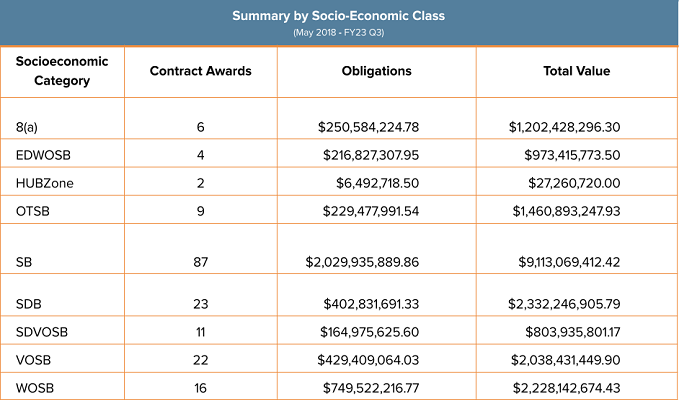 Summary by Socio-Economic Class
(May 2018 - FY23 Q3)
Socioeconomic Category Contract Awards Obligations Total Value
8(a) 6 $250,584,224.78 $1,202,428,296.30
EDWOSB 4 $216,827,307.95 $973,415,773.50
HUBZone 2 $6,492,718.50 $27,260,720.00
OTSB 9 $229,477,991.54 $1,460,893,247.93
SB 87 $2,029,935,889.86 $9,113,069,412.42
SDB 23 $402,831,691.33 $2,332,246,905.79
SDVOSB 11 $164,975,625.60 $803,935,801.17
VOSB 22 $429,409,064.03 $2,038,431,449.90
WOSB 16 $749,522,216.77 $2,228,142,674.43